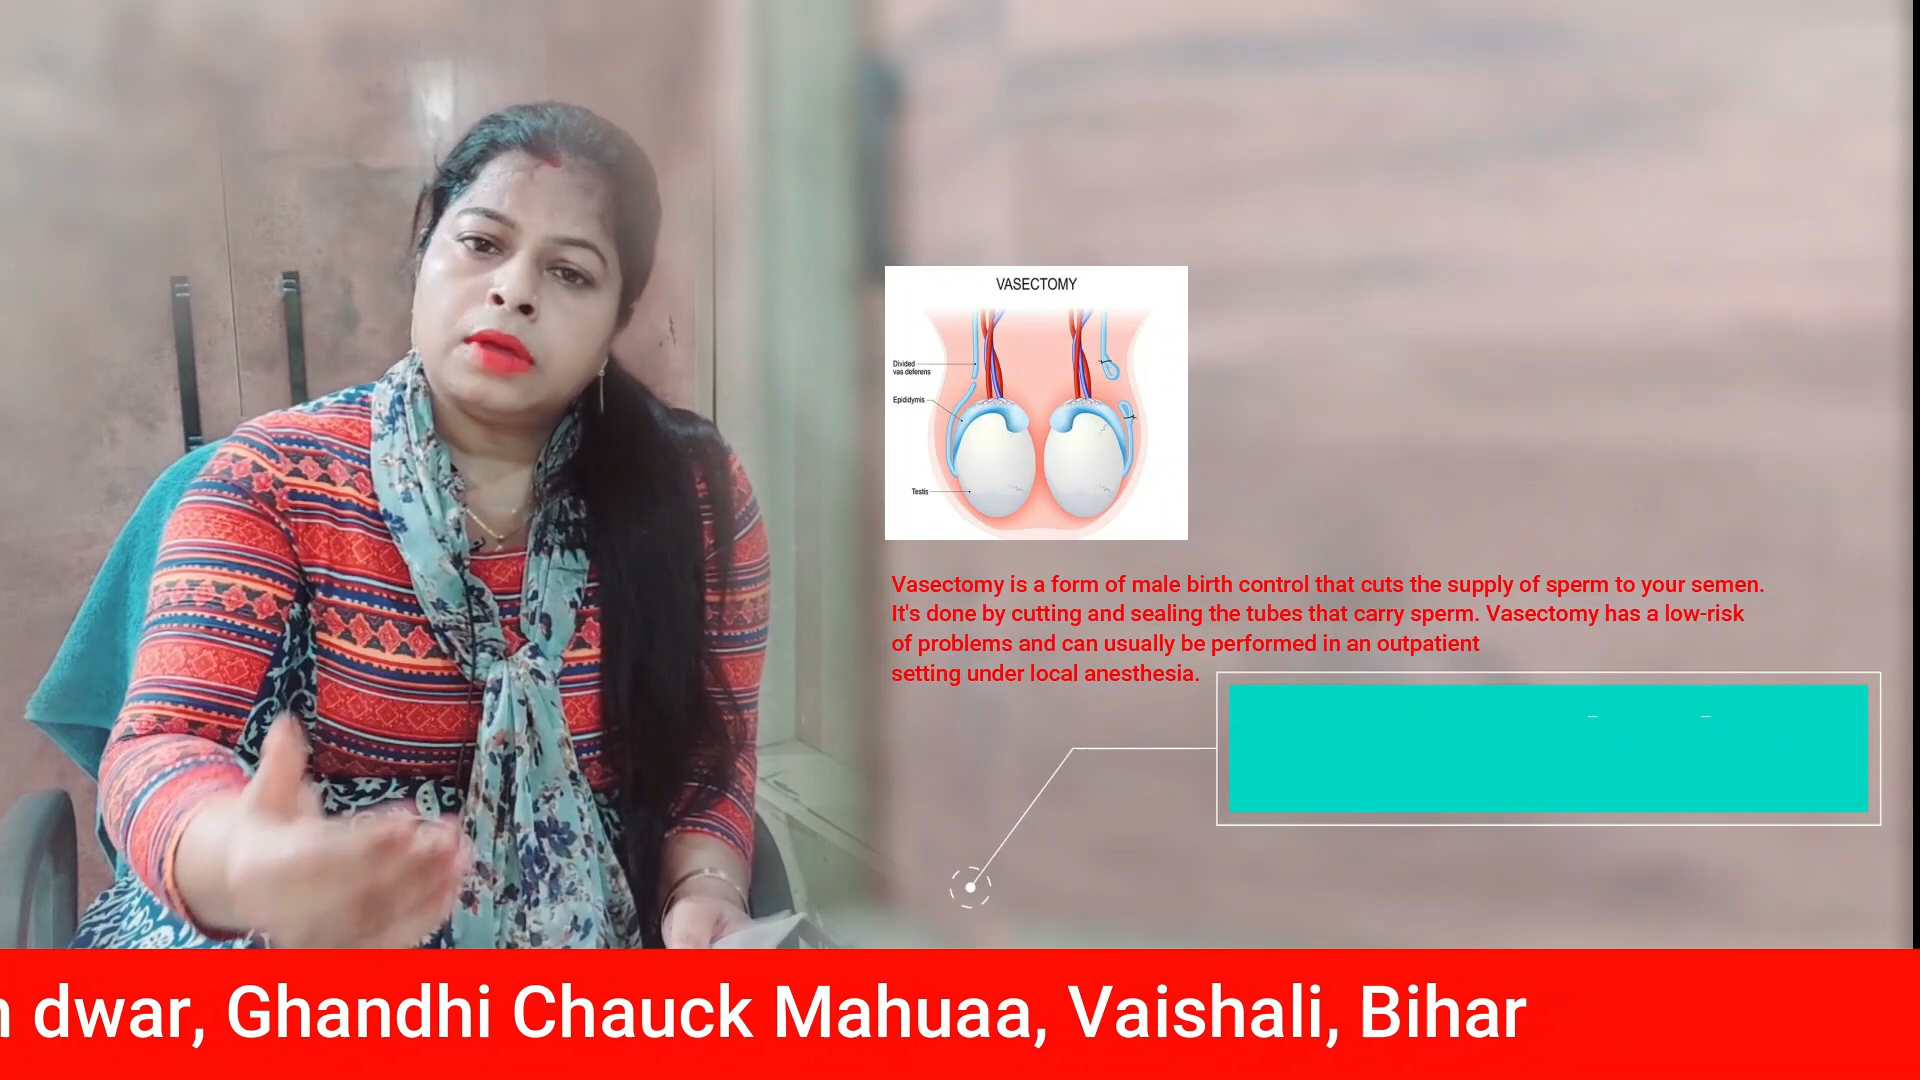 VASECTOMY
Divided
vas deferens
Epididymis
Testis
Vasectomy is a form of male birth control that cuts the supply of sperm to your semen.
It's done by cutting and sealing the tubes that carry sperm. Vasectomy has a low-risk
of problems and can usually be performed in an outpatient
setting under local anesthesia.
dwar, Ghandhi Chauck Mahuaa, Vaishali, Bihar